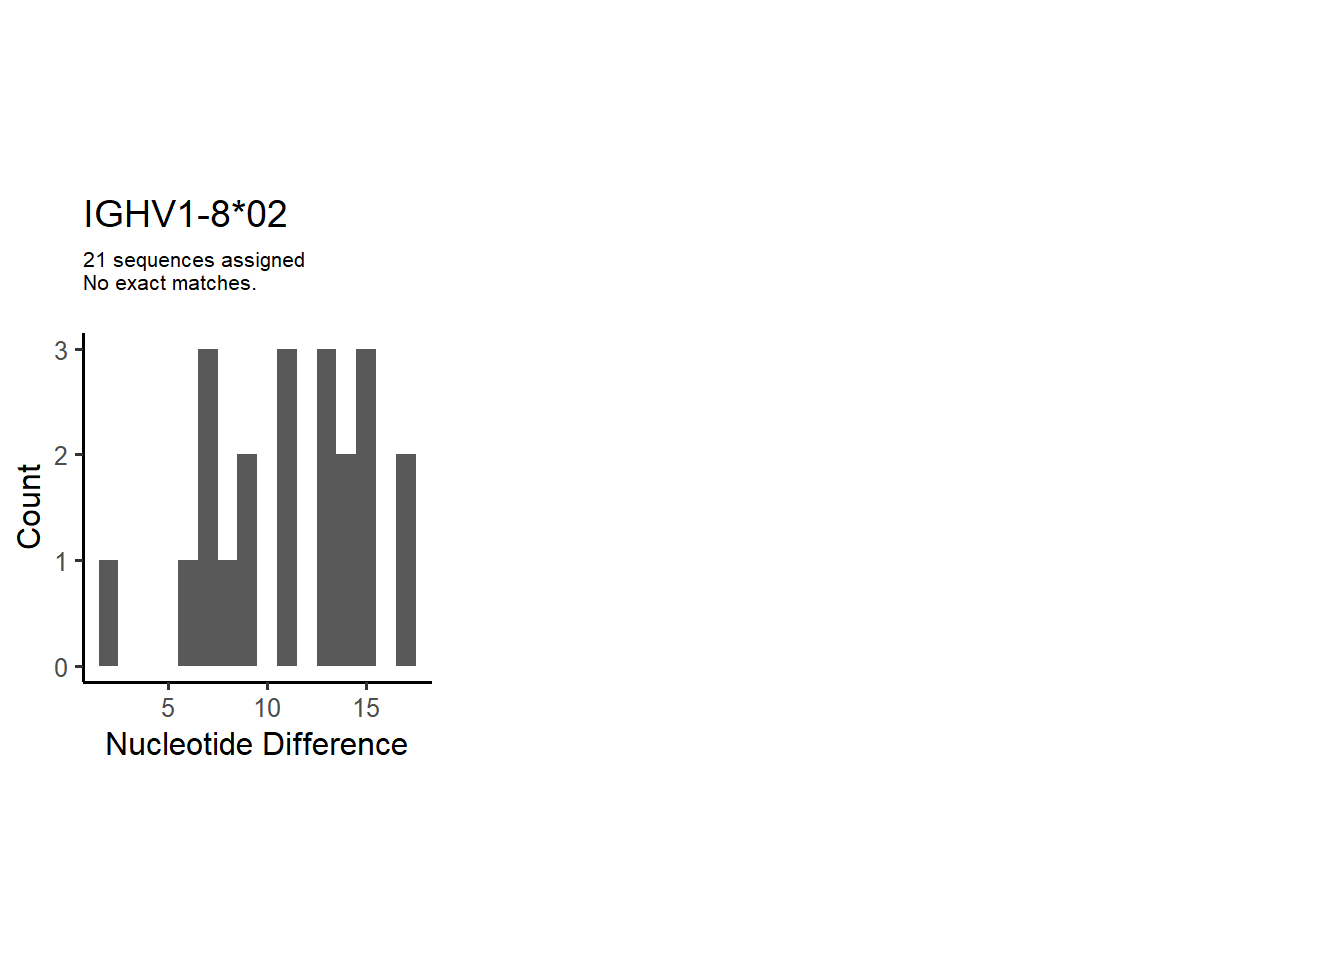 IGHV1-8*02
21 sequences assigned
No exact matches.
3
2
1
0
Count
5 10 15
Nucleotide Difference